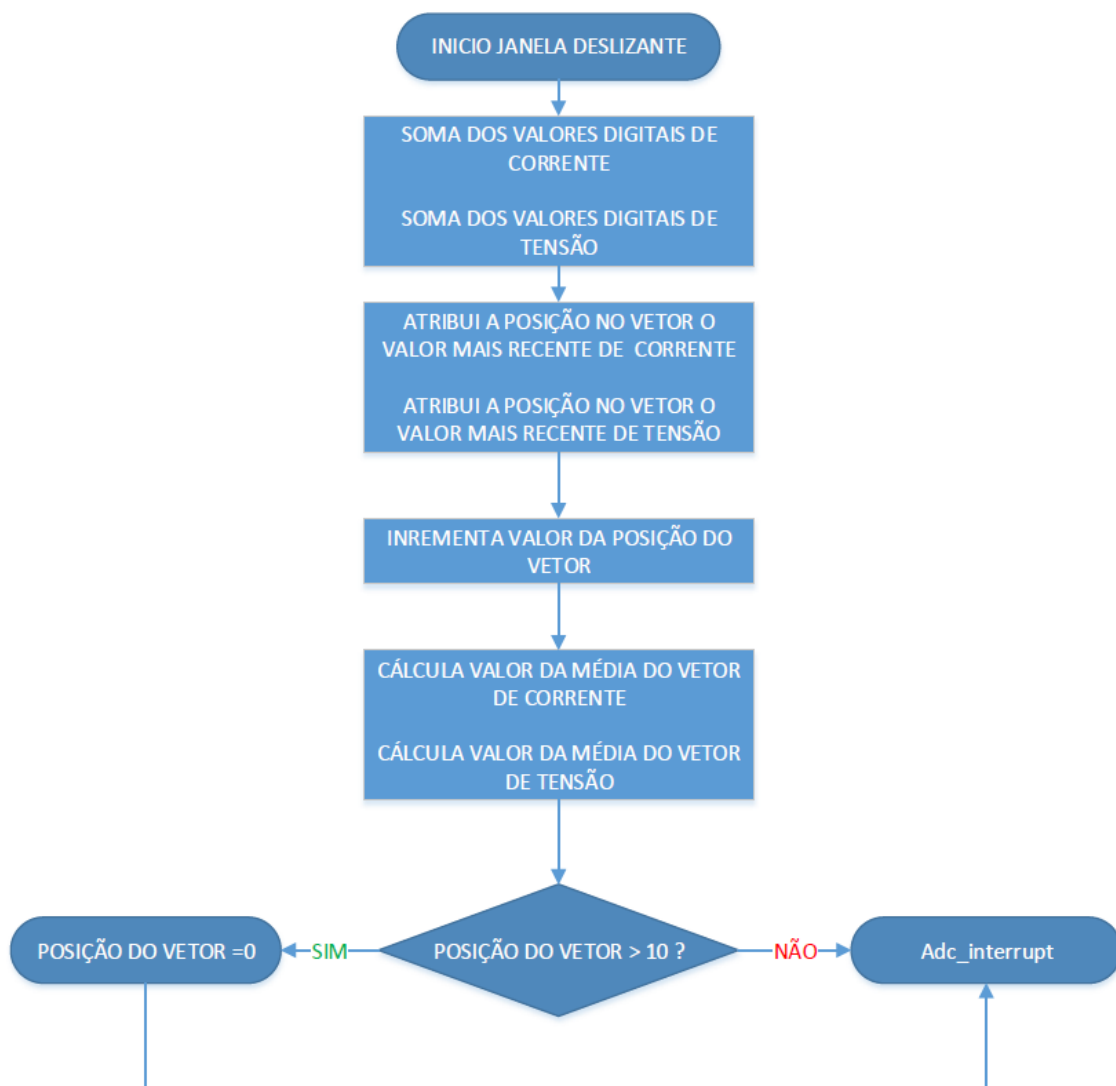 INICIO JANELA DESLIZANTE
SOMA DOS VALORES DIGITAIS DE
CORRENTE
SOMA DOS VALORES DIGITAIS DE
TENSÃO
ATRIBUI A POSIÇÃO NO VETOR O
VALOR MAIS RECENTE DE CORRENTE
ATRIBUI A POSIÇÃO NO VETOR O
VALOR MAIS RECENTE DE TENSÃO
INREMENTA VALOR DA POSIÇÃO DO
VETOR
CÁLCULA VALOR DA MÉDIA DO VETOR
DE CORRENTE
CÁLCULA VALOR DA MÉDIA DO VETOR
DE TENSÃO
POSIÇÃO DO VETOR =0
SIM
POSIÇÃO DO VETOR > 10 ?
NÃO
Adc_interrupt